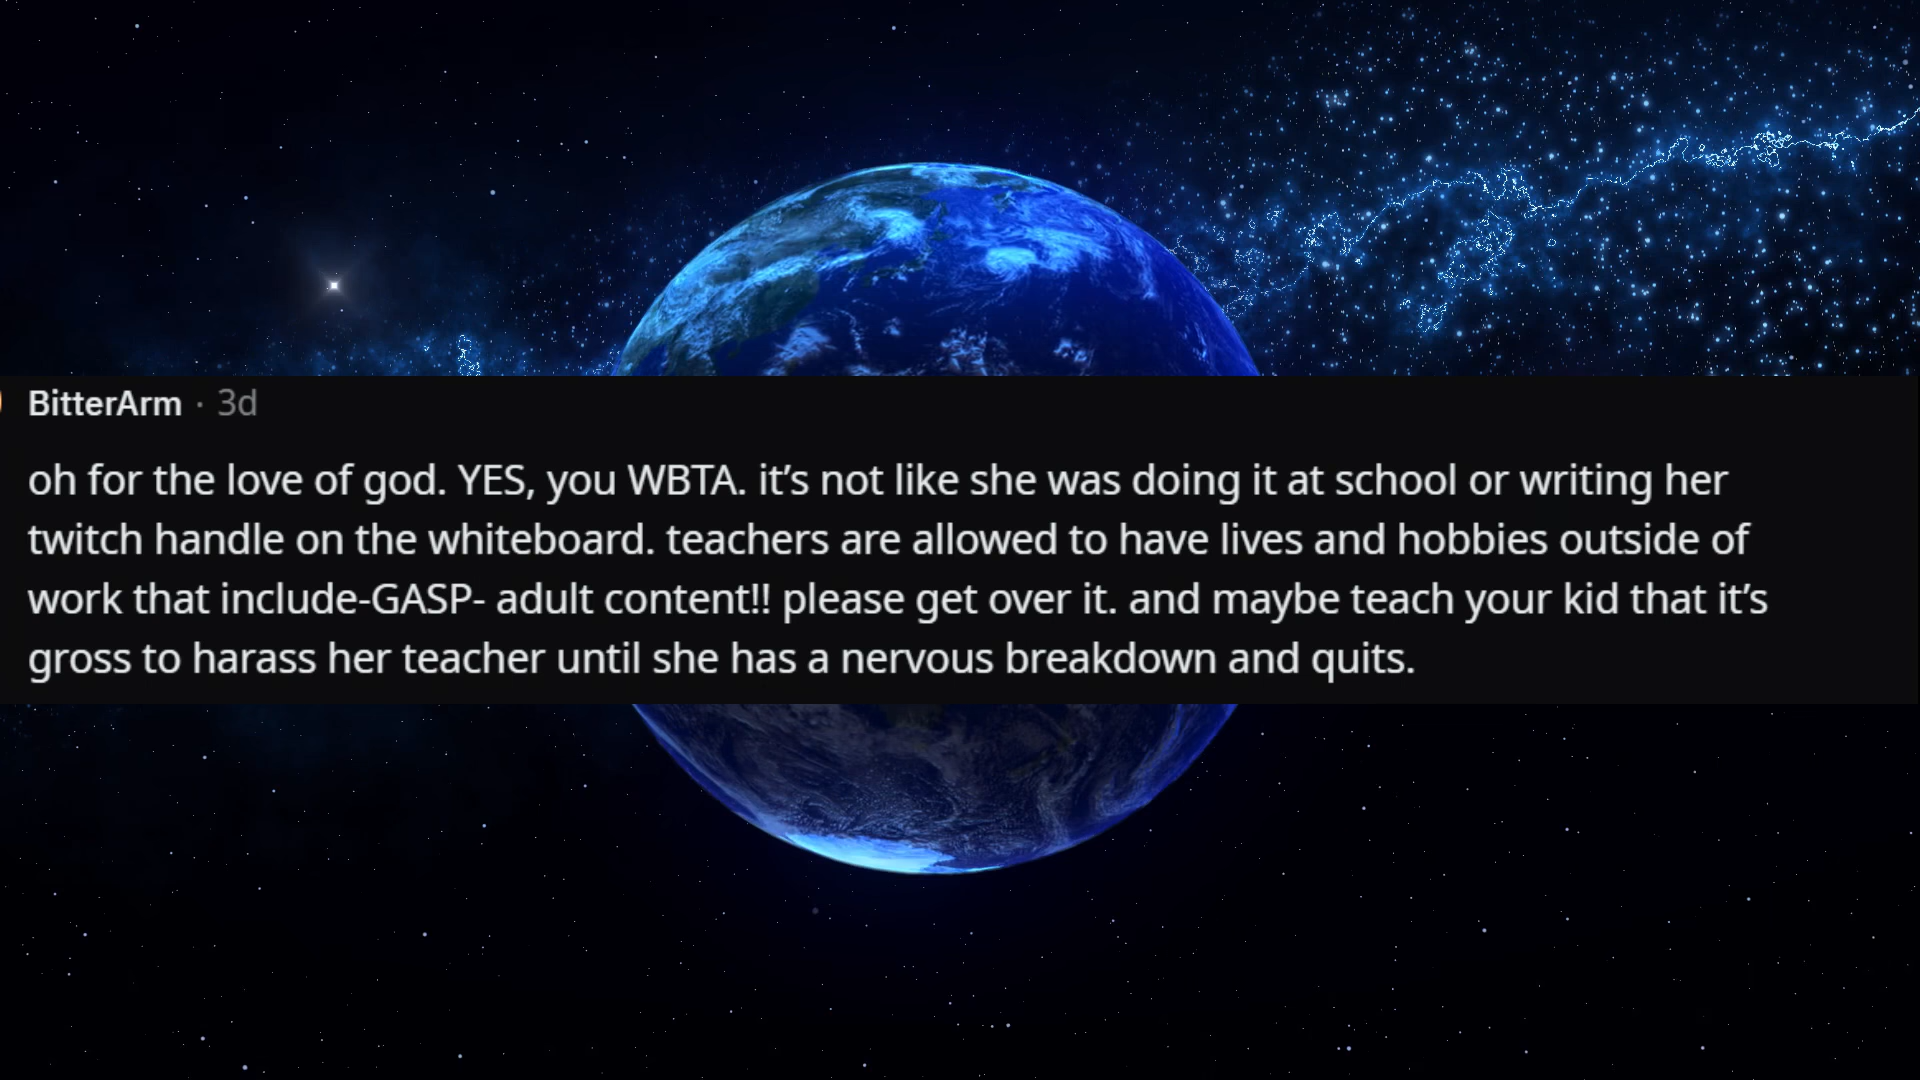 BitterArm · 3d
oh for the love of god. YES, you WBTA. it’s not like she was doing it at school or writing her
twitch handle on the whiteboard. teachers are allowed to have lives and hobbies outside of
work that include-GASP- adult content!! please get over it. and maybe teach your kid that it’s
gross to harass her teacher until she has a nervous breakdown and quits.